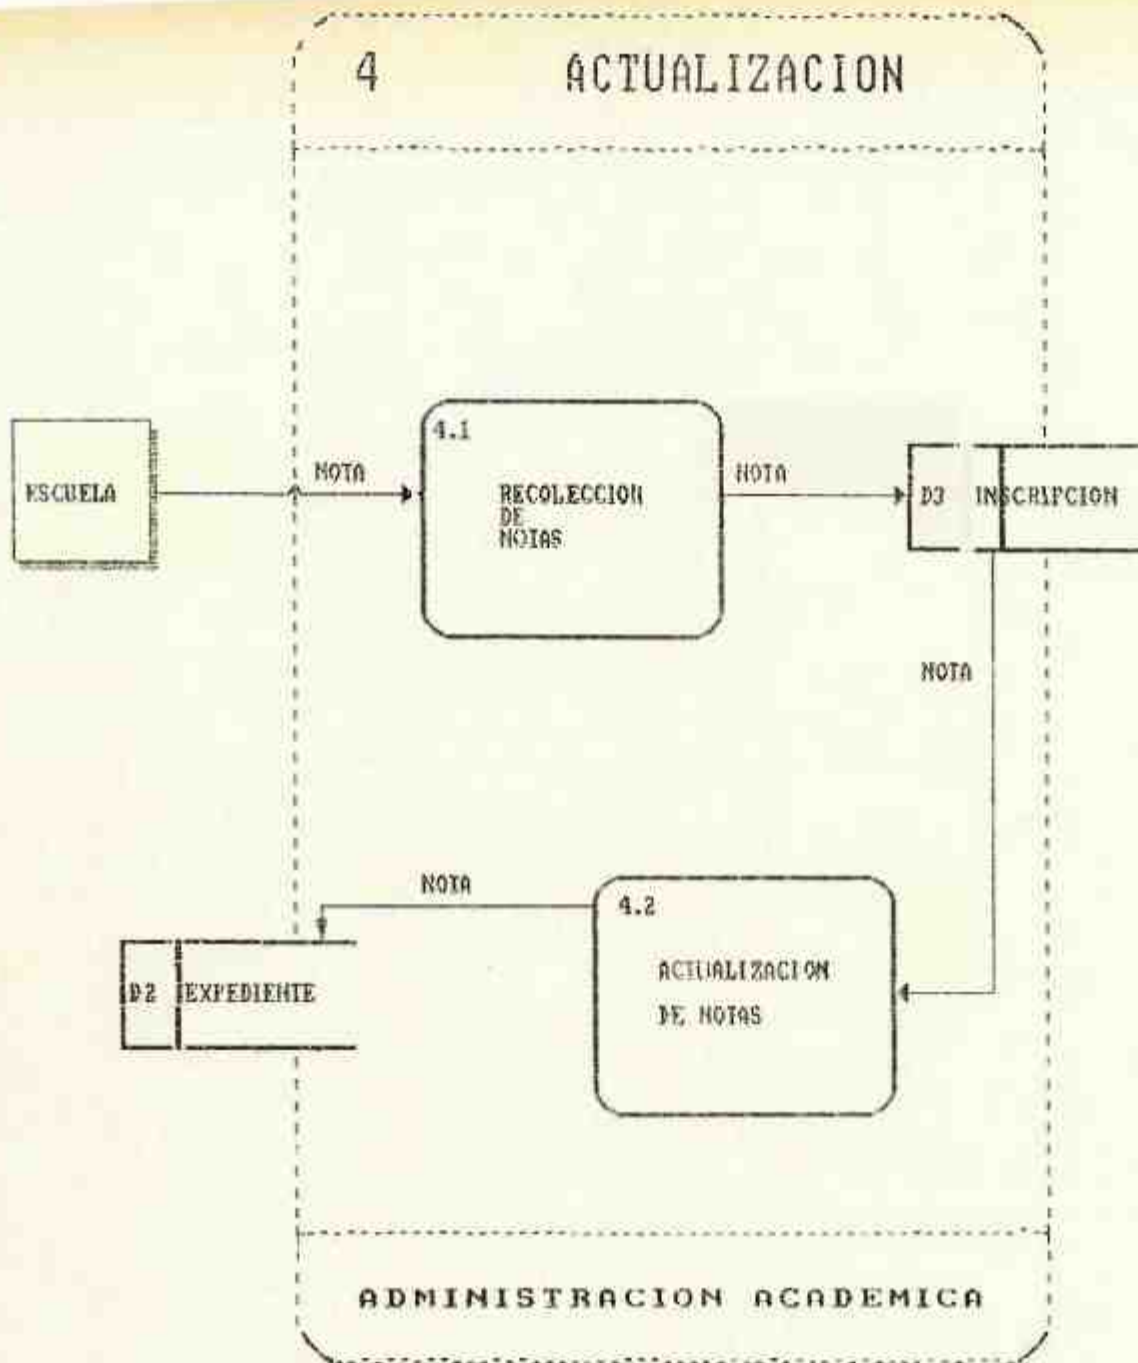 4 ACTUALIZACION
4.1
ESCUELA
NOTA
RECOLECCION
DE
NOTAS
NOTA
D3 INSCRIPCION
NOTA
NOTA
4.2
ACTUALIZACION
DE NOTAS
D2 EXPEDIENTE
ADMINISTRACION ACADEMICA